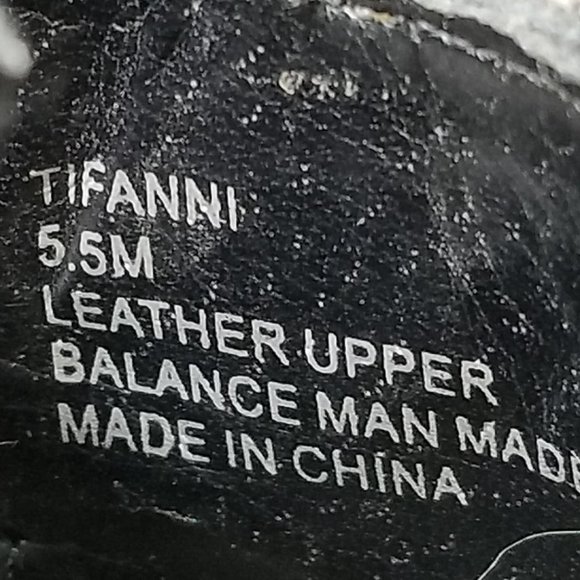 TIFANNI
5.5M
LEATHER UPPER
BALANCE MAN MADE
MADE IN CHINA